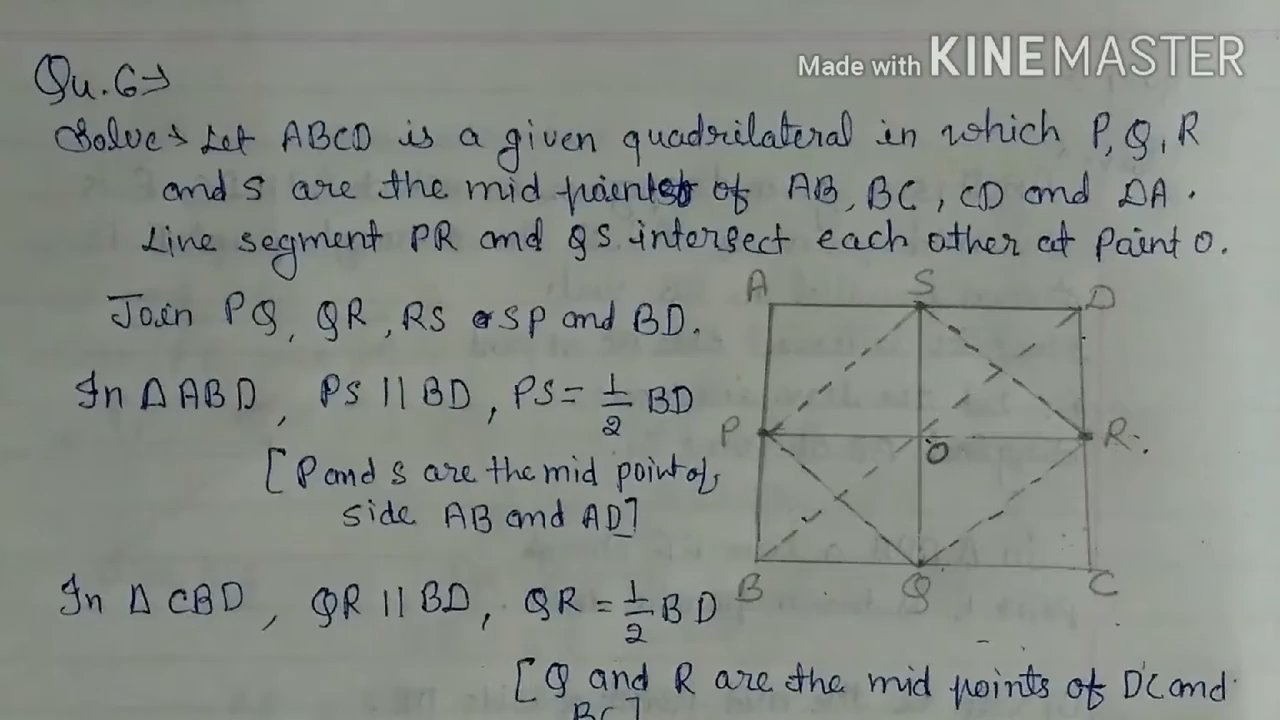 Made with KINEMASTER
Qu. 6→
Solve→ Let ABCD is a given quadrilateral in which P, Q, R
and S are the mid points of AB, BC, CD and DA.
Line segment PR and QS intersect each other at Paint O.
Join PQ, QR, RS SP and BD.
In Δ ABD, PS || BD, PS = 1/2 BD
[P and S are the mid point of
side AB and AD]
In Δ CBD, QR || BD, QR = 1/2 BD
[Q and R are the mid points of DC and
BC]
A S D
P O R
B Q C